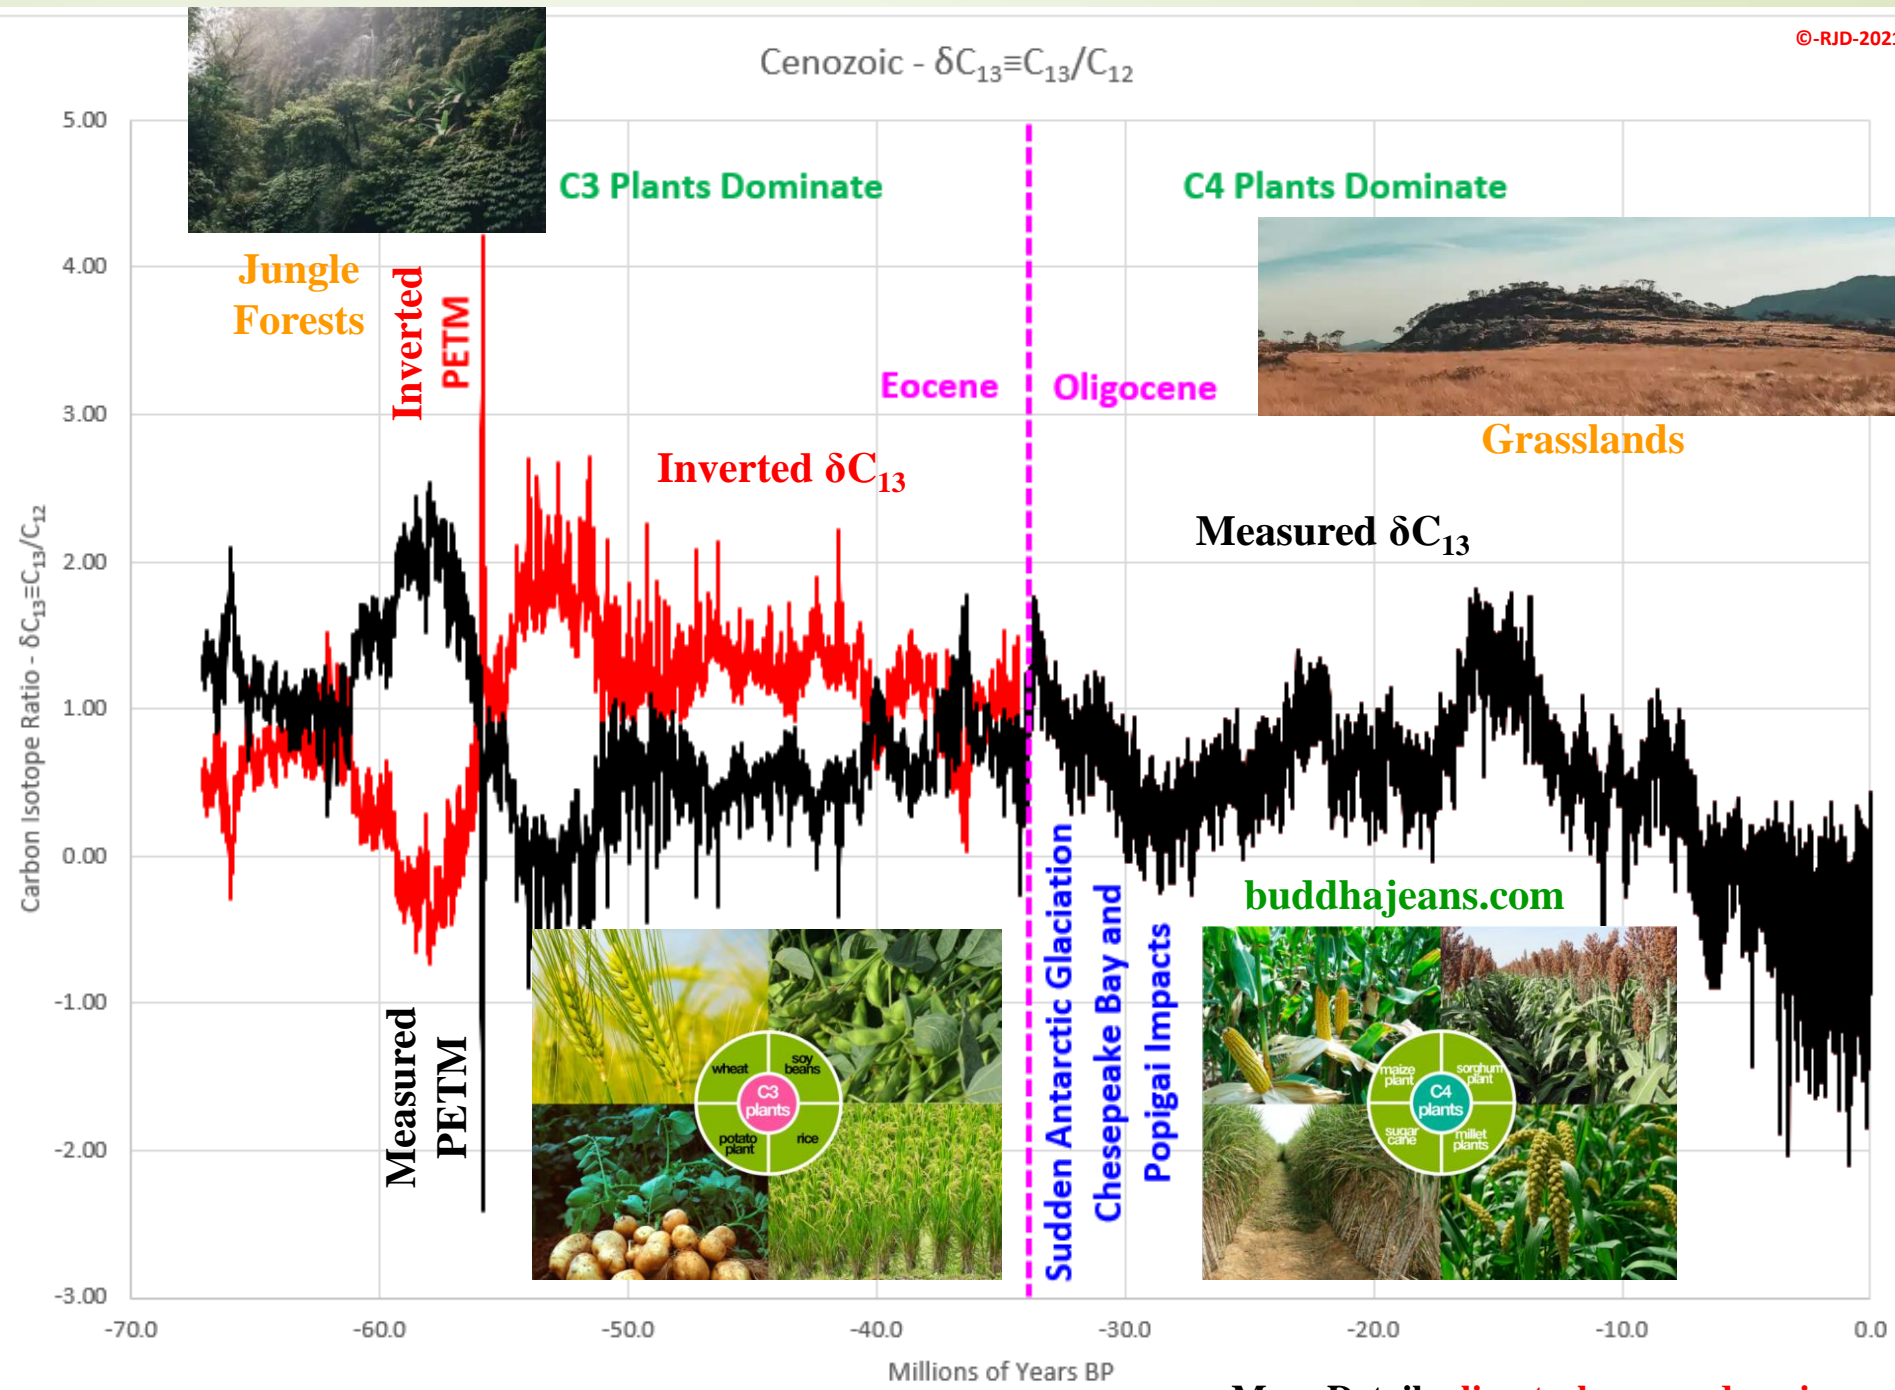 ©-RJD-2021
Cenozoic - δC₁₃≡C₁₃/C₁₂
5.00
4.00
3.00
2.00
1.00
0.00
-1.00
-2.00
-3.00
Carbon Isotope Ratio - δC₁₃≡C₁₃/C₁₂
C3 Plants Dominate
C4 Plants Dominate
Jungle
Forests
Inverted
PETM
Eocene
Oligocene
Grasslands
Inverted δC₁₃
Measured δC₁₃
buddhajeans.com
Measured
PETM
wheat
soy
beans
C3
plants
potato
plant
rice
Sudden Antarctic Glaciation
Chesepeake Bay and
Popigai Impacts
maize
plant
sorghum
plant
C4
plants
sugar
cane
millet
plants
-70.0
-60.0
-50.0
-40.0
-30.0
-20.0
-10.0
0.0
Millions of Years BP